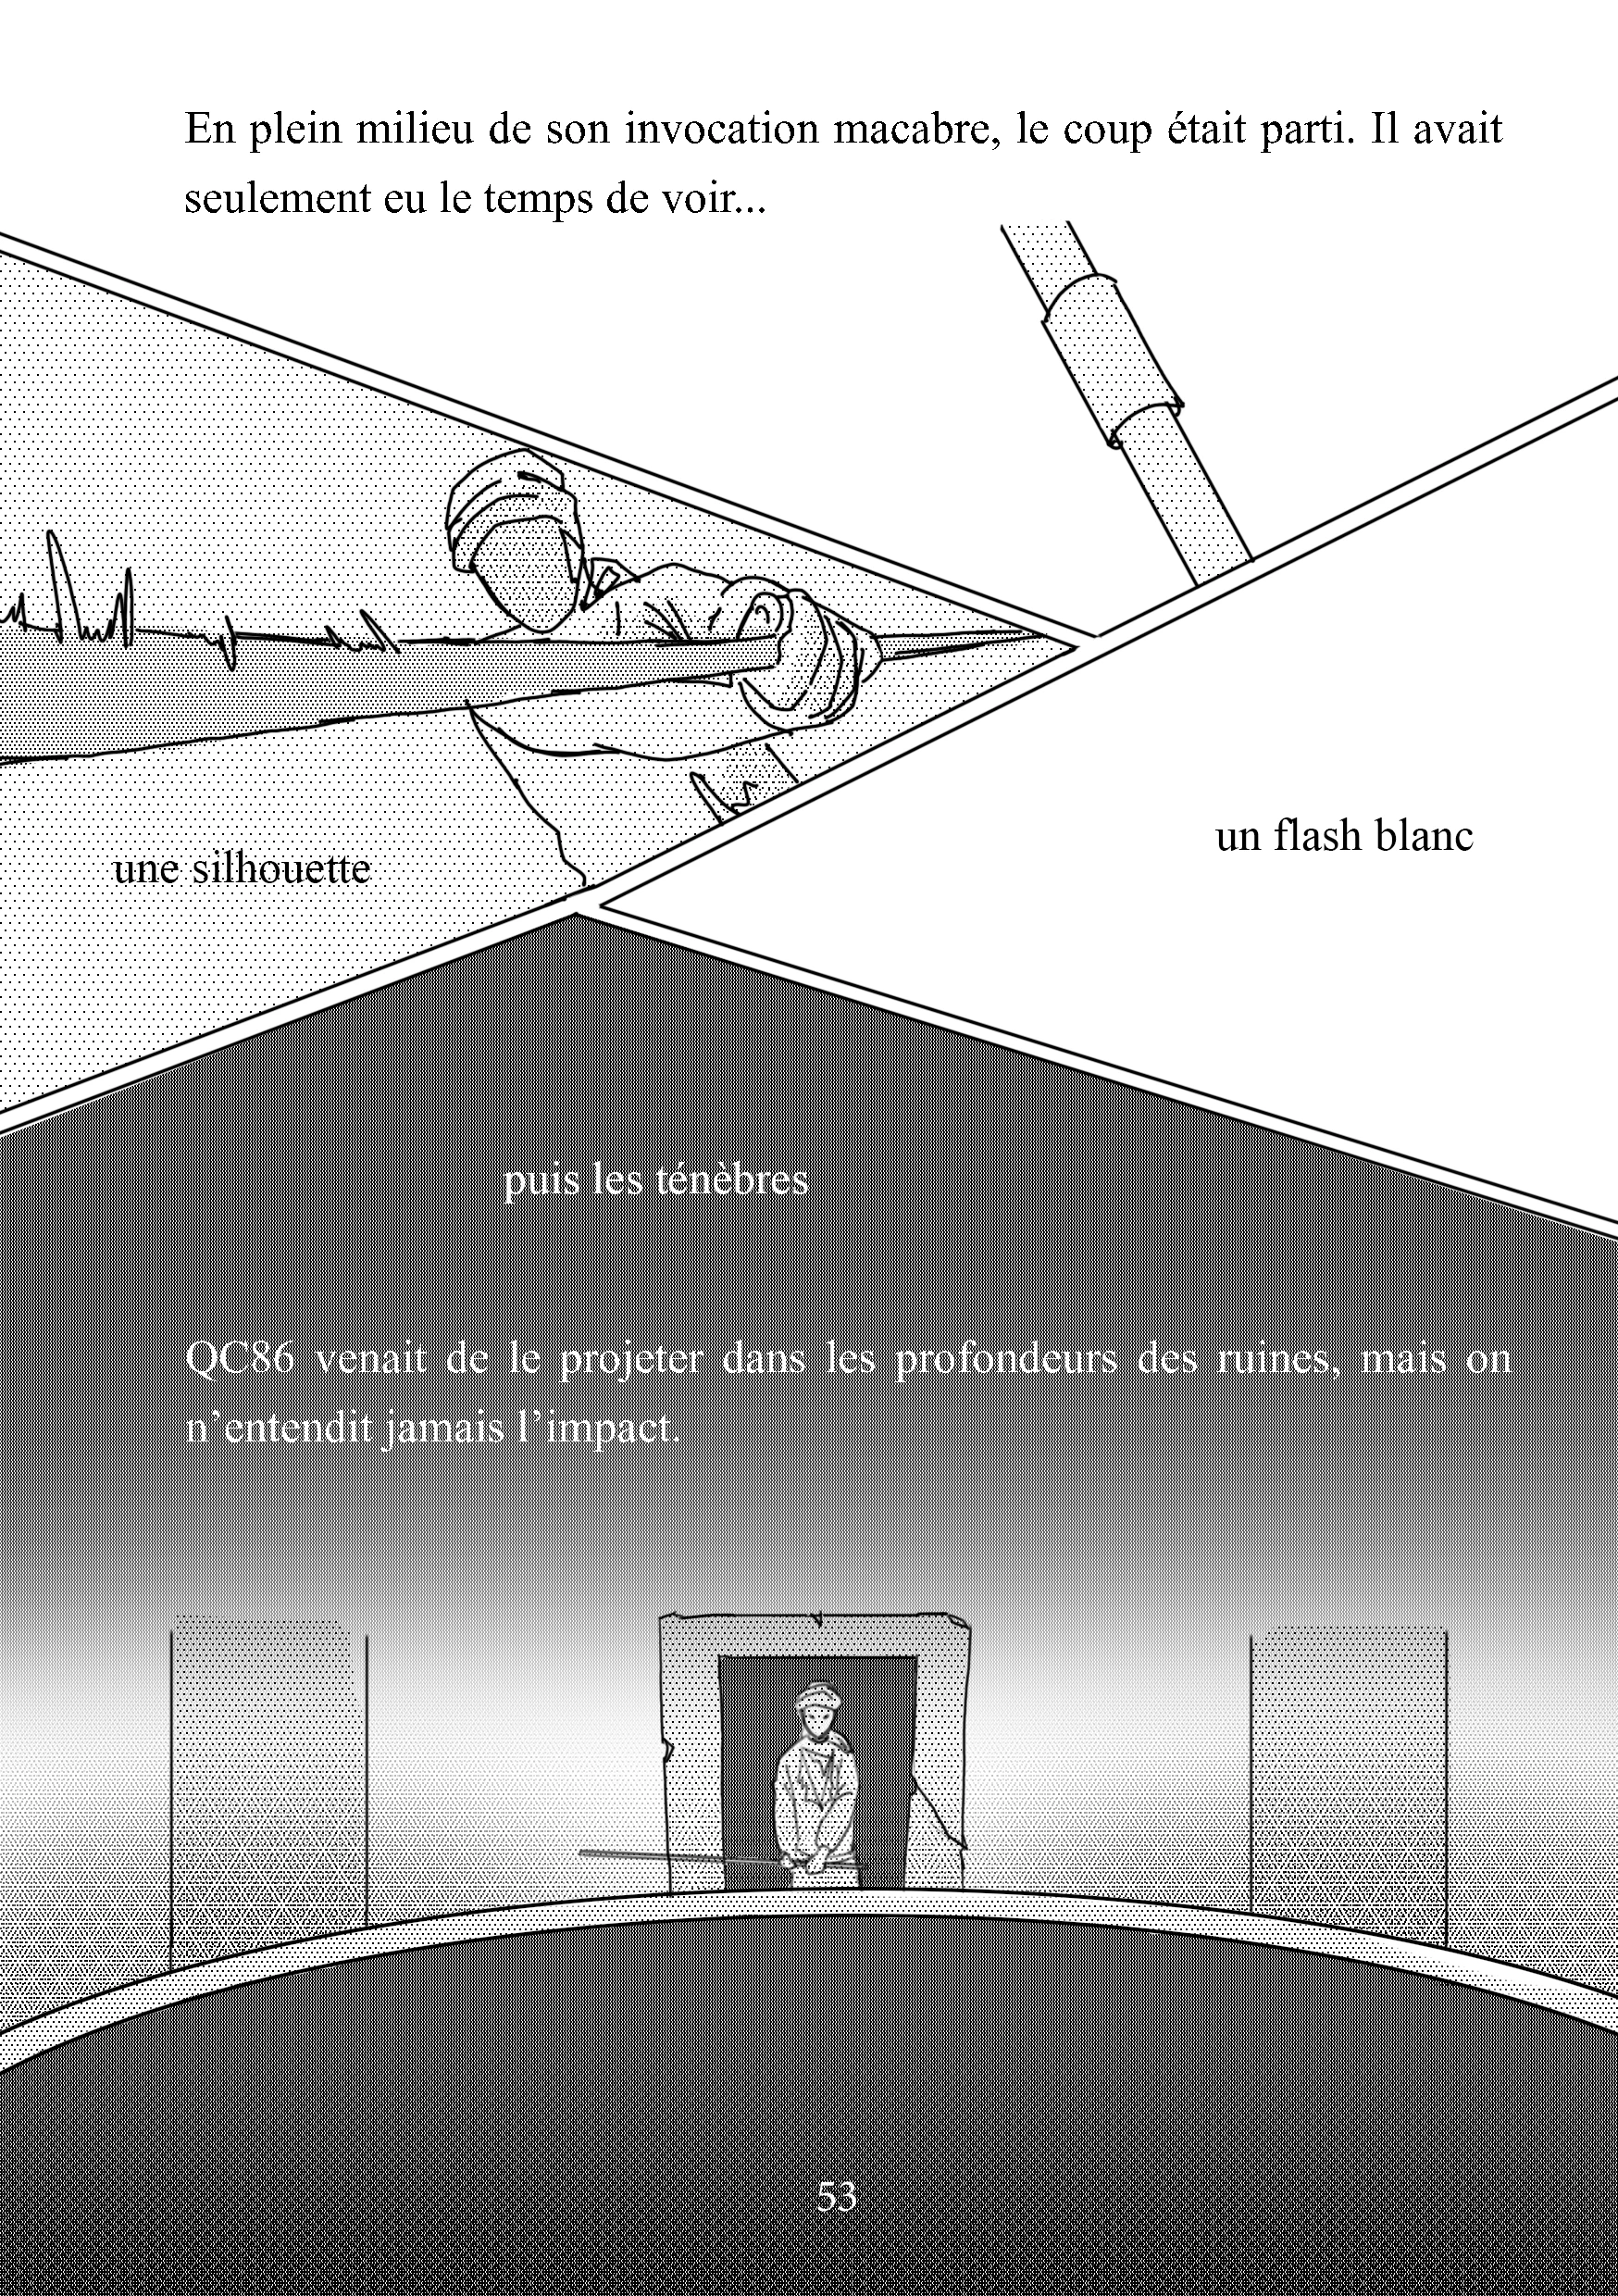 En plein milieu de son invocation macabre, le coup était parti. Il avait
seulement eu le temps de voir...
une silhouette
un flash blanc
puis les ténèbres
QC86 venait de le projeter dans les profondeurs des ruines, mais on
n’entendit jamais l’impact.
53